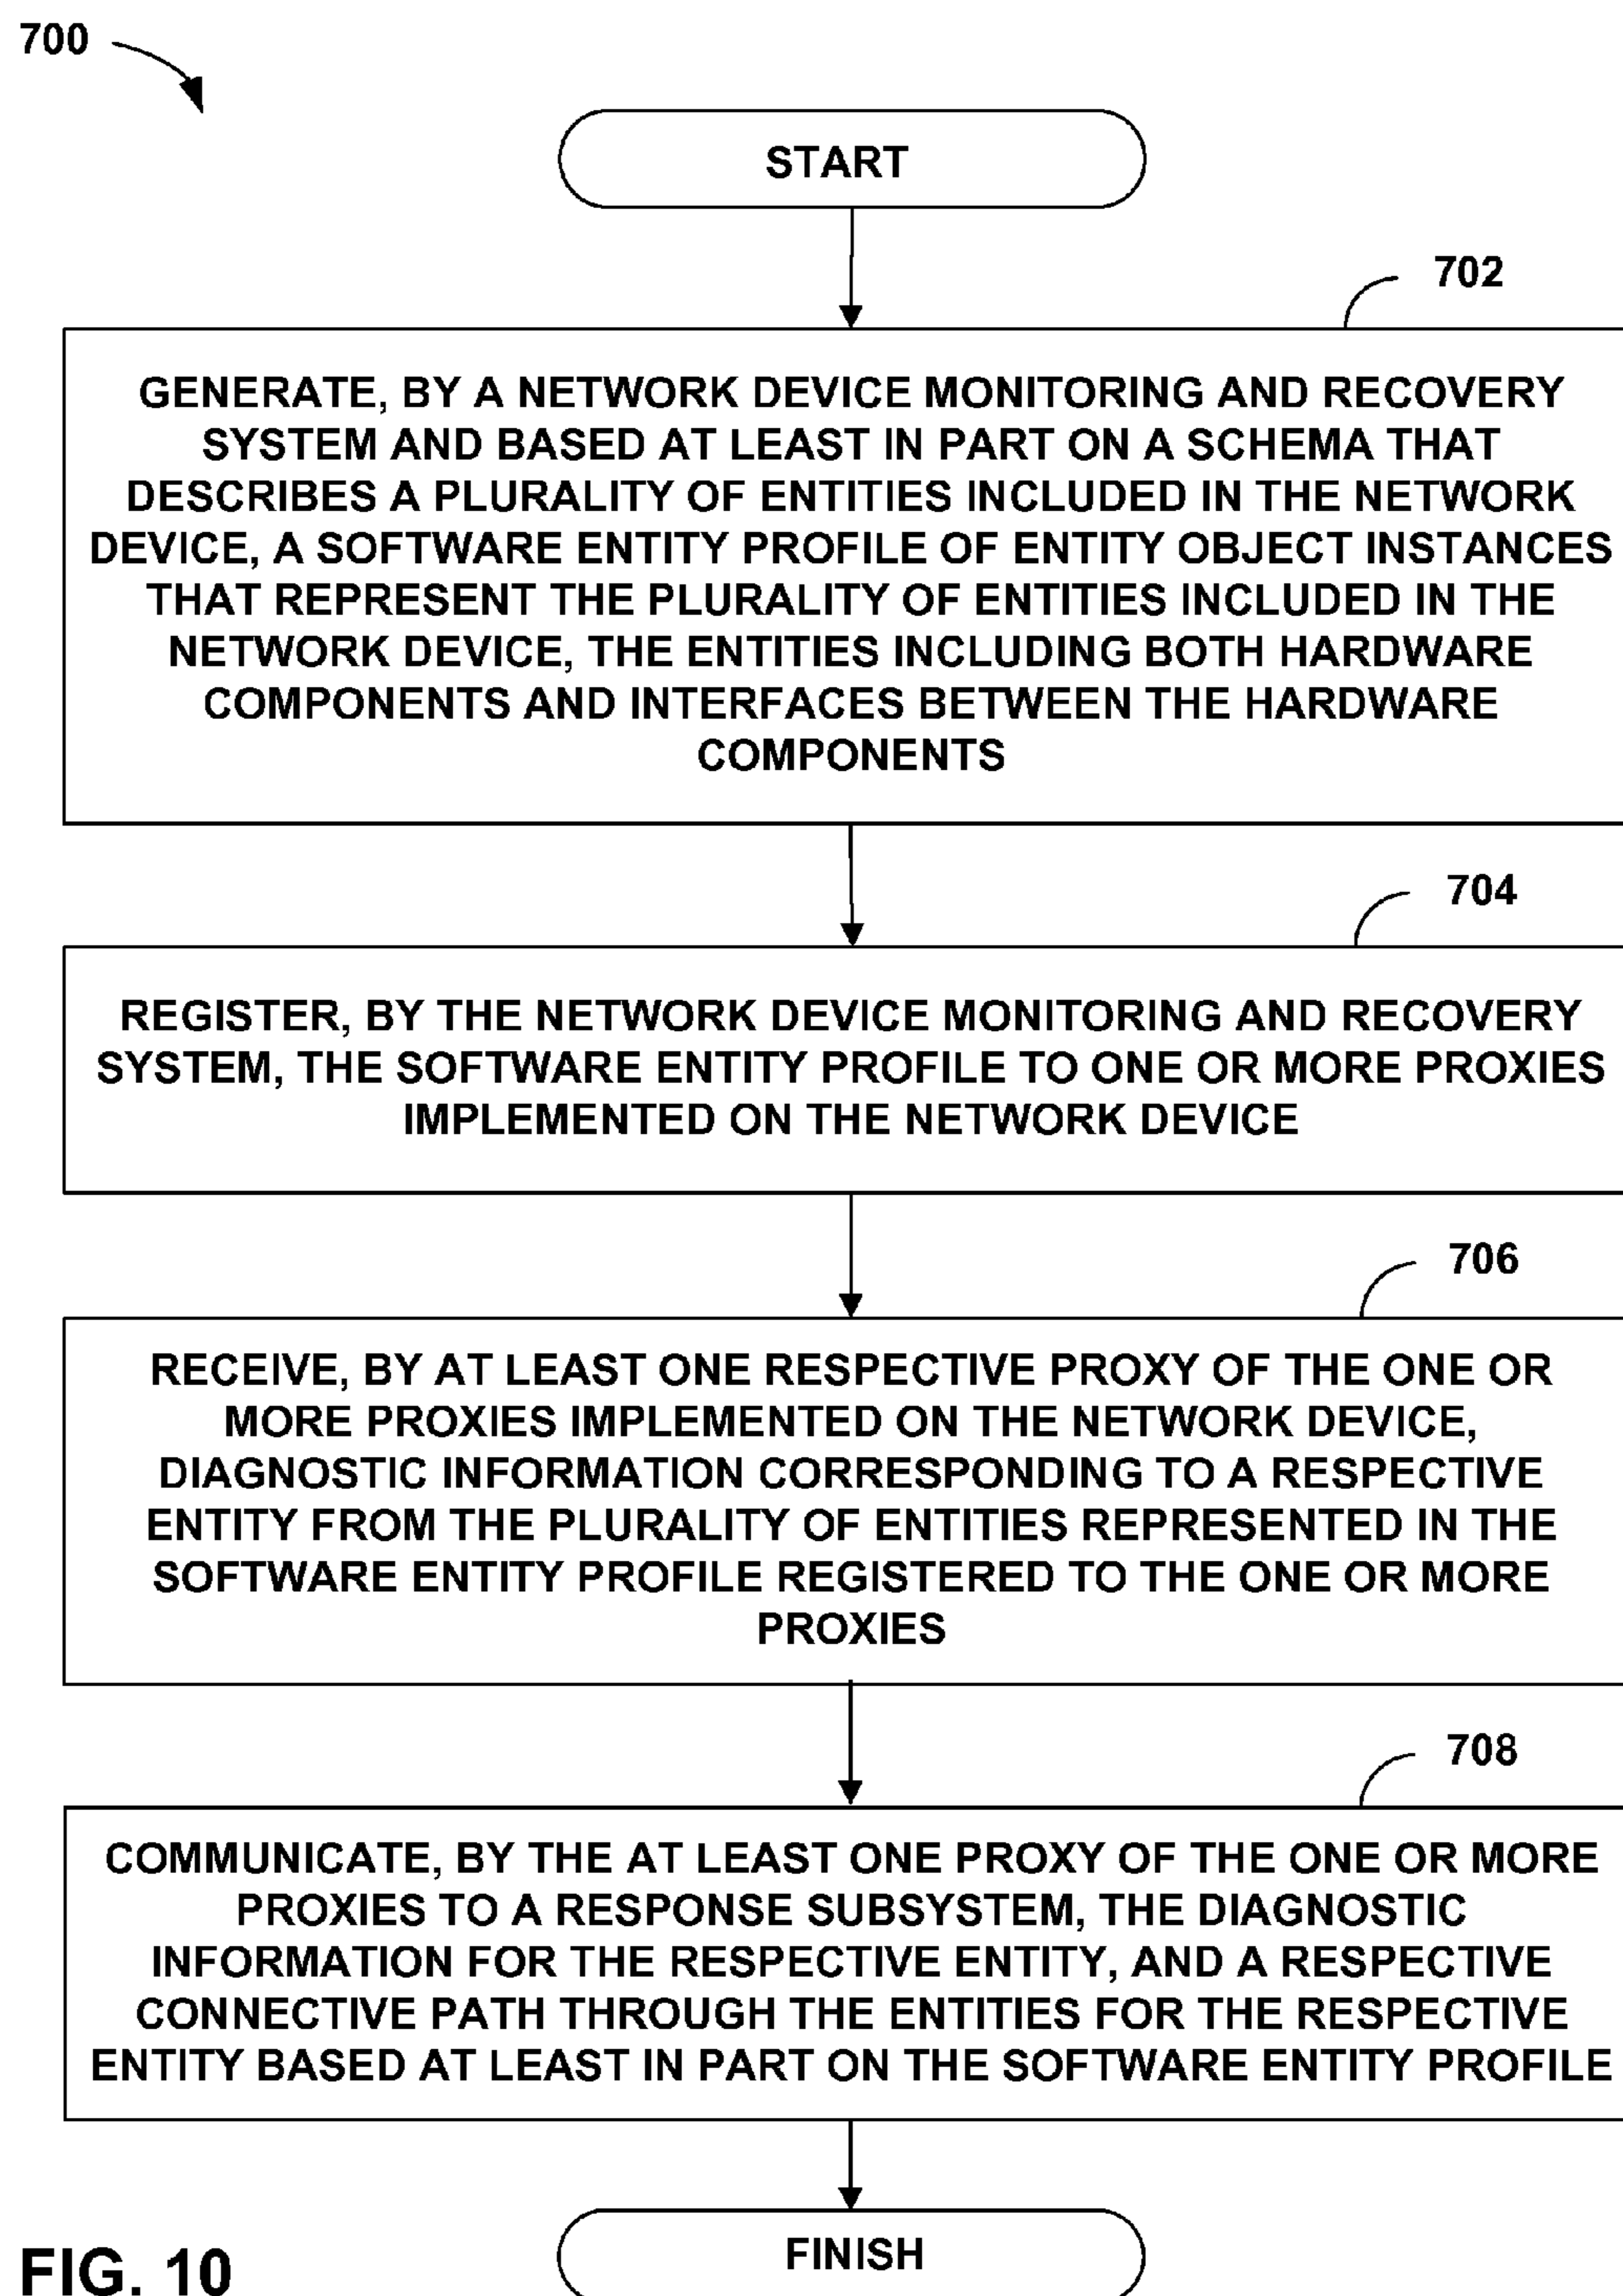 700
START
702
GENERATE, BY A NETWORK DEVICE MONITORING AND RECOVERY
SYSTEM AND BASED AT LEAST IN PART ON A SCHEMA THAT
DESCRIBES A PLURALITY OF ENTITIES INCLUDED IN THE NETWORK
DEVICE, A SOFTWARE ENTITY PROFILE OF ENTITY OBJECT INSTANCES
THAT REPRESENT THE PLURALITY OF ENTITIES INCLUDED IN THE
NETWORK DEVICE, THE ENTITIES INCLUDING BOTH HARDWARE
COMPONENTS AND INTERFACES BETWEEN THE HARDWARE
COMPONENTS
704
REGISTER, BY THE NETWORK DEVICE MONITORING AND RECOVERY
SYSTEM, THE SOFTWARE ENTITY PROFILE TO ONE OR MORE PROXIES
IMPLEMENTED ON THE NETWORK DEVICE
706
RECEIVE, BY AT LEAST ONE RESPECTIVE PROXY OF THE ONE OR
MORE PROXIES IMPLEMENTED ON THE NETWORK DEVICE,
DIAGNOSTIC INFORMATION CORRESPONDING TO A RESPECTIVE
ENTITY FROM THE PLURALITY OF ENTITIES REPRESENTED IN THE
SOFTWARE ENTITY PROFILE REGISTERED TO THE ONE OR MORE
PROXIES
708
COMMUNICATE, BY THE AT LEAST ONE PROXY OF THE ONE OR MORE
PROXIES TO A RESPONSE SUBSYSTEM, THE DIAGNOSTIC
INFORMATION FOR THE RESPECTIVE ENTITY, AND A RESPECTIVE
CONNECTIVE PATH THROUGH THE ENTITIES FOR THE RESPECTIVE
ENTITY BASED AT LEAST IN PART ON THE SOFTWARE ENTITY PROFILE
FINISH
FIG. 10